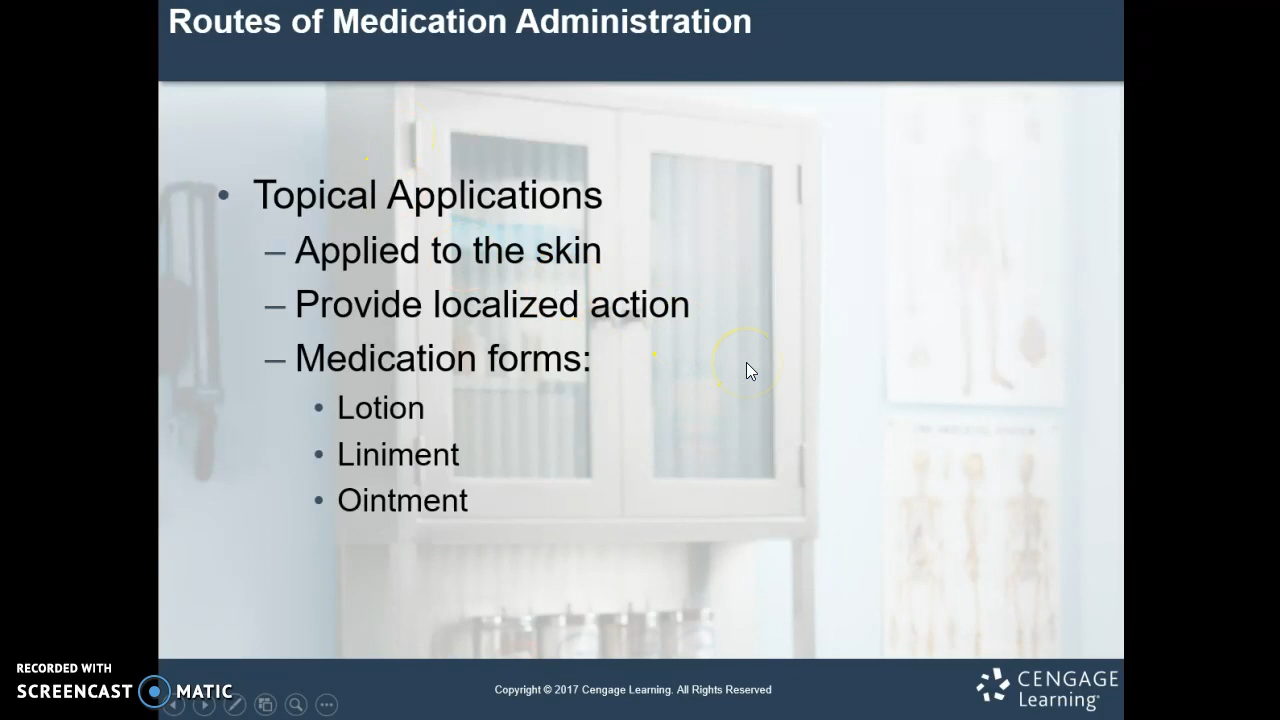 Routes of Medication Administration
• Topical Applications
– Applied to the skin
– Provide localized action
– Medication forms:
• Lotion
• Liniment
• Ointment
RECORDED WITH
SCREENCAST MATIC
Copyright © 2017 Cengage Learning. All Rights Reserved
CENGAGE
Learning®